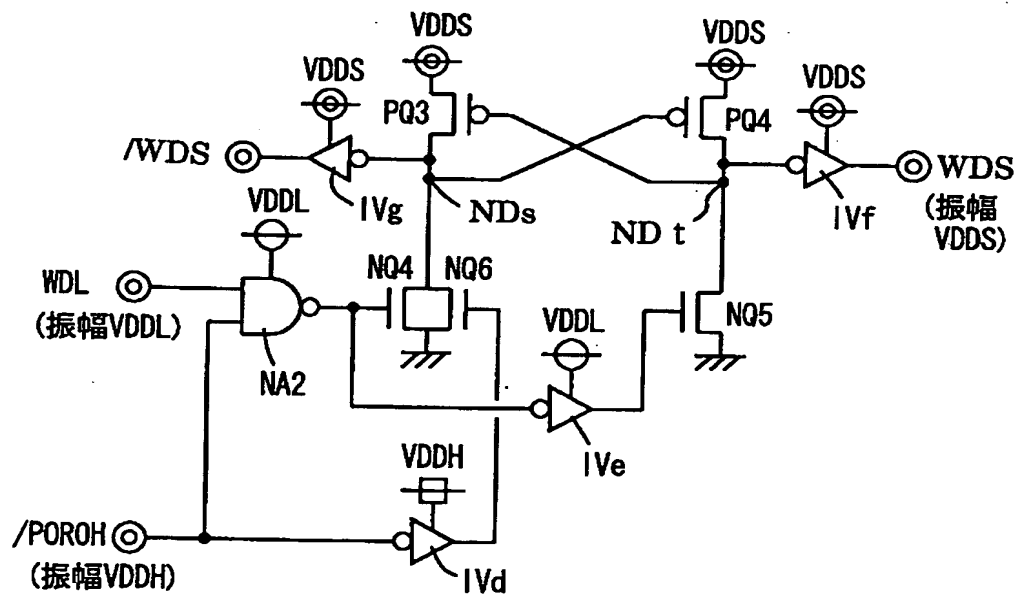 VDDS
VDDS
VDDS
VDDS
PQ3
PQ4
/WDS
WDS
IVg
NDs
ND t
IVf
(振幅
VDDS)
VDDL
WDL
(振幅VDDL)
NQ4
NQ6
VDDL
NQ5
NA2
IVe
VDDH
/POROH
(振幅VDDH)
IVd